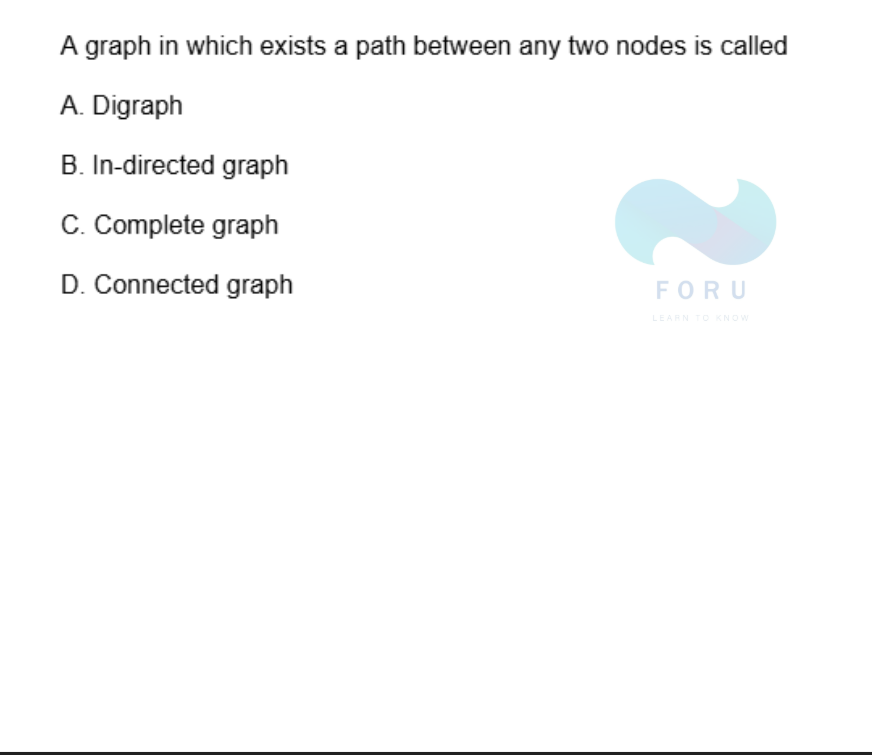 A graph in which exists a path between any two nodes is called
A. Digraph
B. In-directed graph
C. Complete graph
D. Connected graph
FORU
LEARN TO KNOW